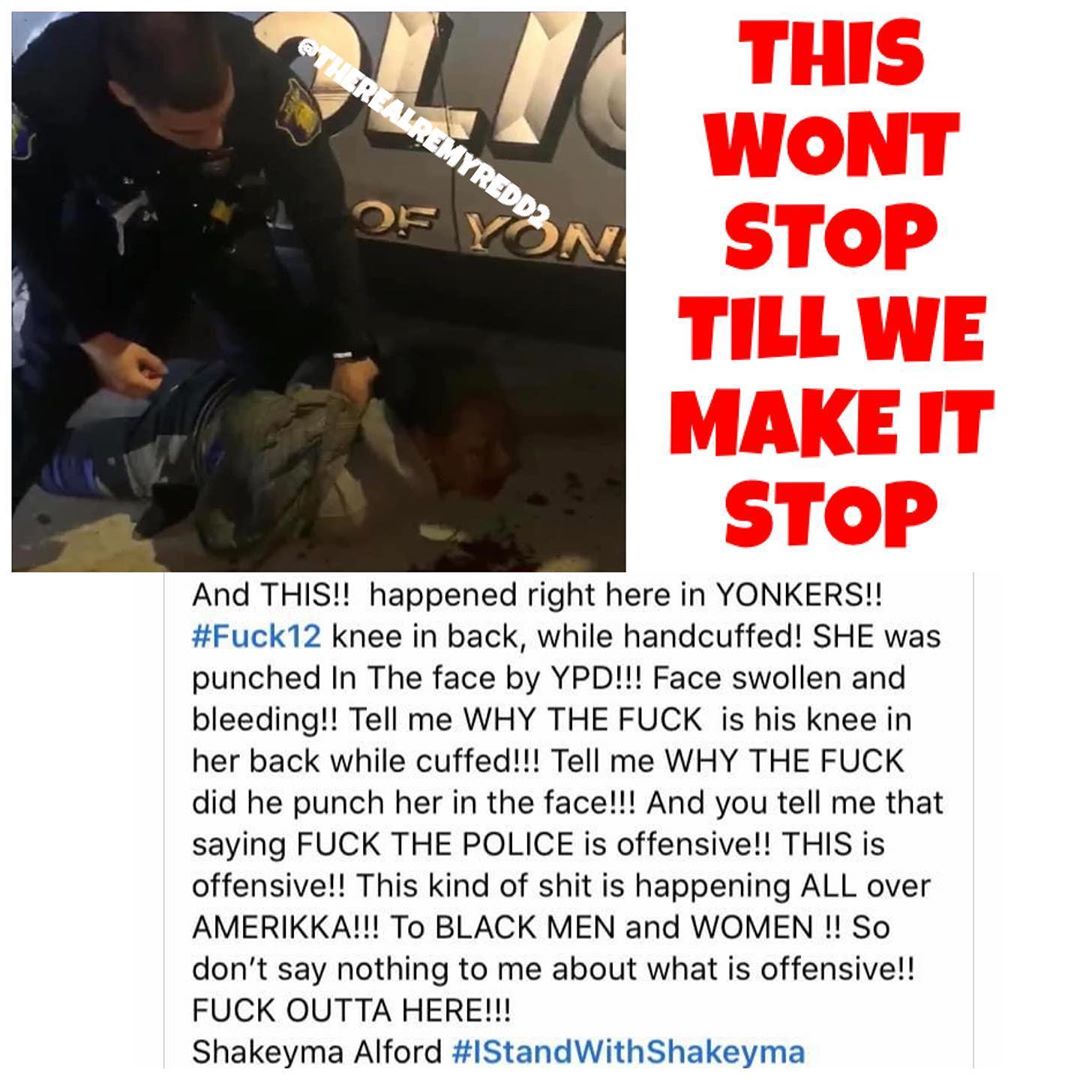 @THEREALREMYREDD2
OLIC
OF YON
THIS
WONT
STOP
TILL WE
MAKE IT
STOP
And THIS!! happened right here in YONKERS!!
#Fuck12 knee in back, while handcuffed! SHE was
punched In The face by YPD!!! Face swollen and
bleeding!! Tell me WHY THE FUCK is his knee in
her back while cuffed!!! Tell me WHY THE FUCK
did he punch her in the face!!! And you tell me that
saying FUCK THE POLICE is offensive!! THIS is
offensive!! This kind of shit is happening ALL over
AMERIKKA!!! To BLACK MEN and WOMEN !! So
don’t say nothing to me about what is offensive!!
FUCK OUTTA HERE!!!
Shakeyma Alford #IStandWithShakeyma